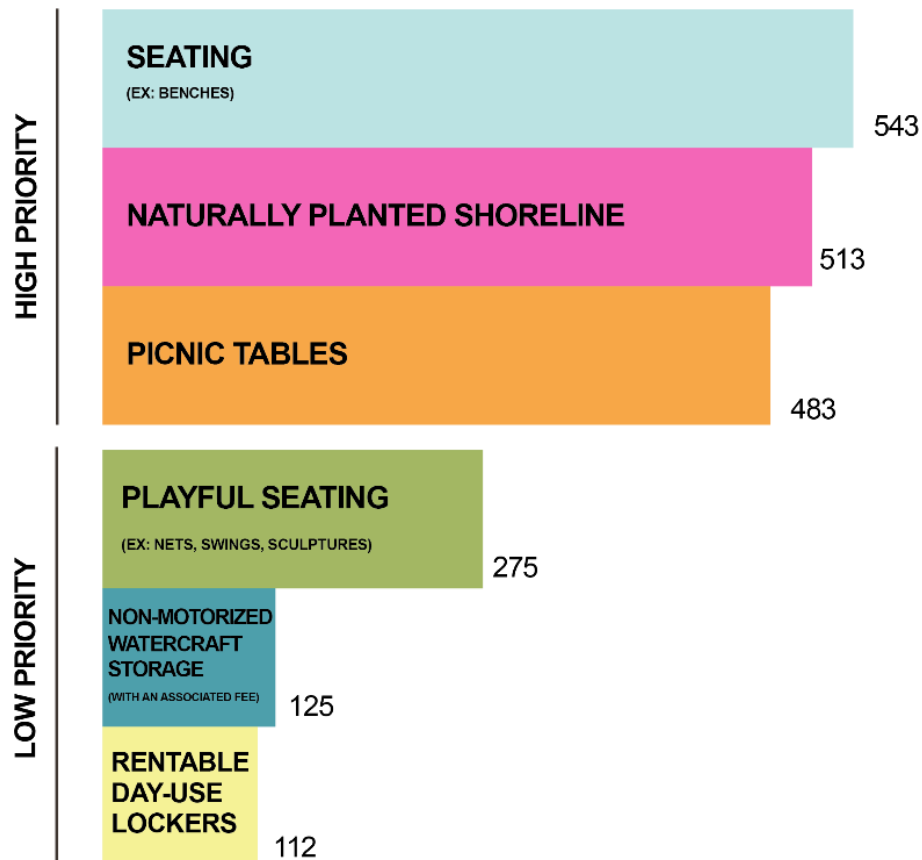 HIGH PRIORITY
SEATING
(EX: BENCHES)
543
NATURALLY PLANTED SHORELINE
513
PICNIC TABLES
483
LOW PRIORITY
PLAYFUL SEATING
(EX: NETS, SWINGS, SCULPTURES)
275
NON-MOTORIZED
WATERCRAFT
STORAGE
(WITH AN ASSOCIATED FEE)
125
RENTABLE
DAY-USE
LOCKERS
112